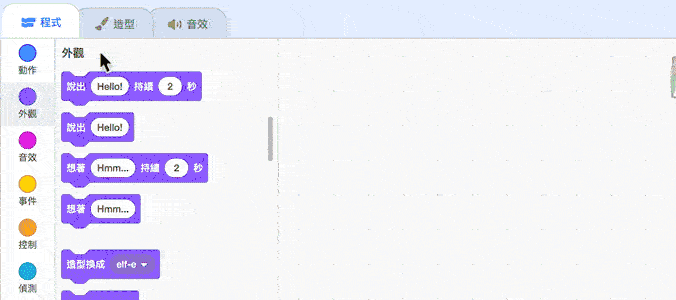 程式 造型 音效
外觀
動作
說出 Hello! 持續 2 秒
外觀
說出 Hello!
音效
想著 Hmm... 持續 2 秒
事件
想著 Hmm...
控制
造型換成 elf-e
偵測